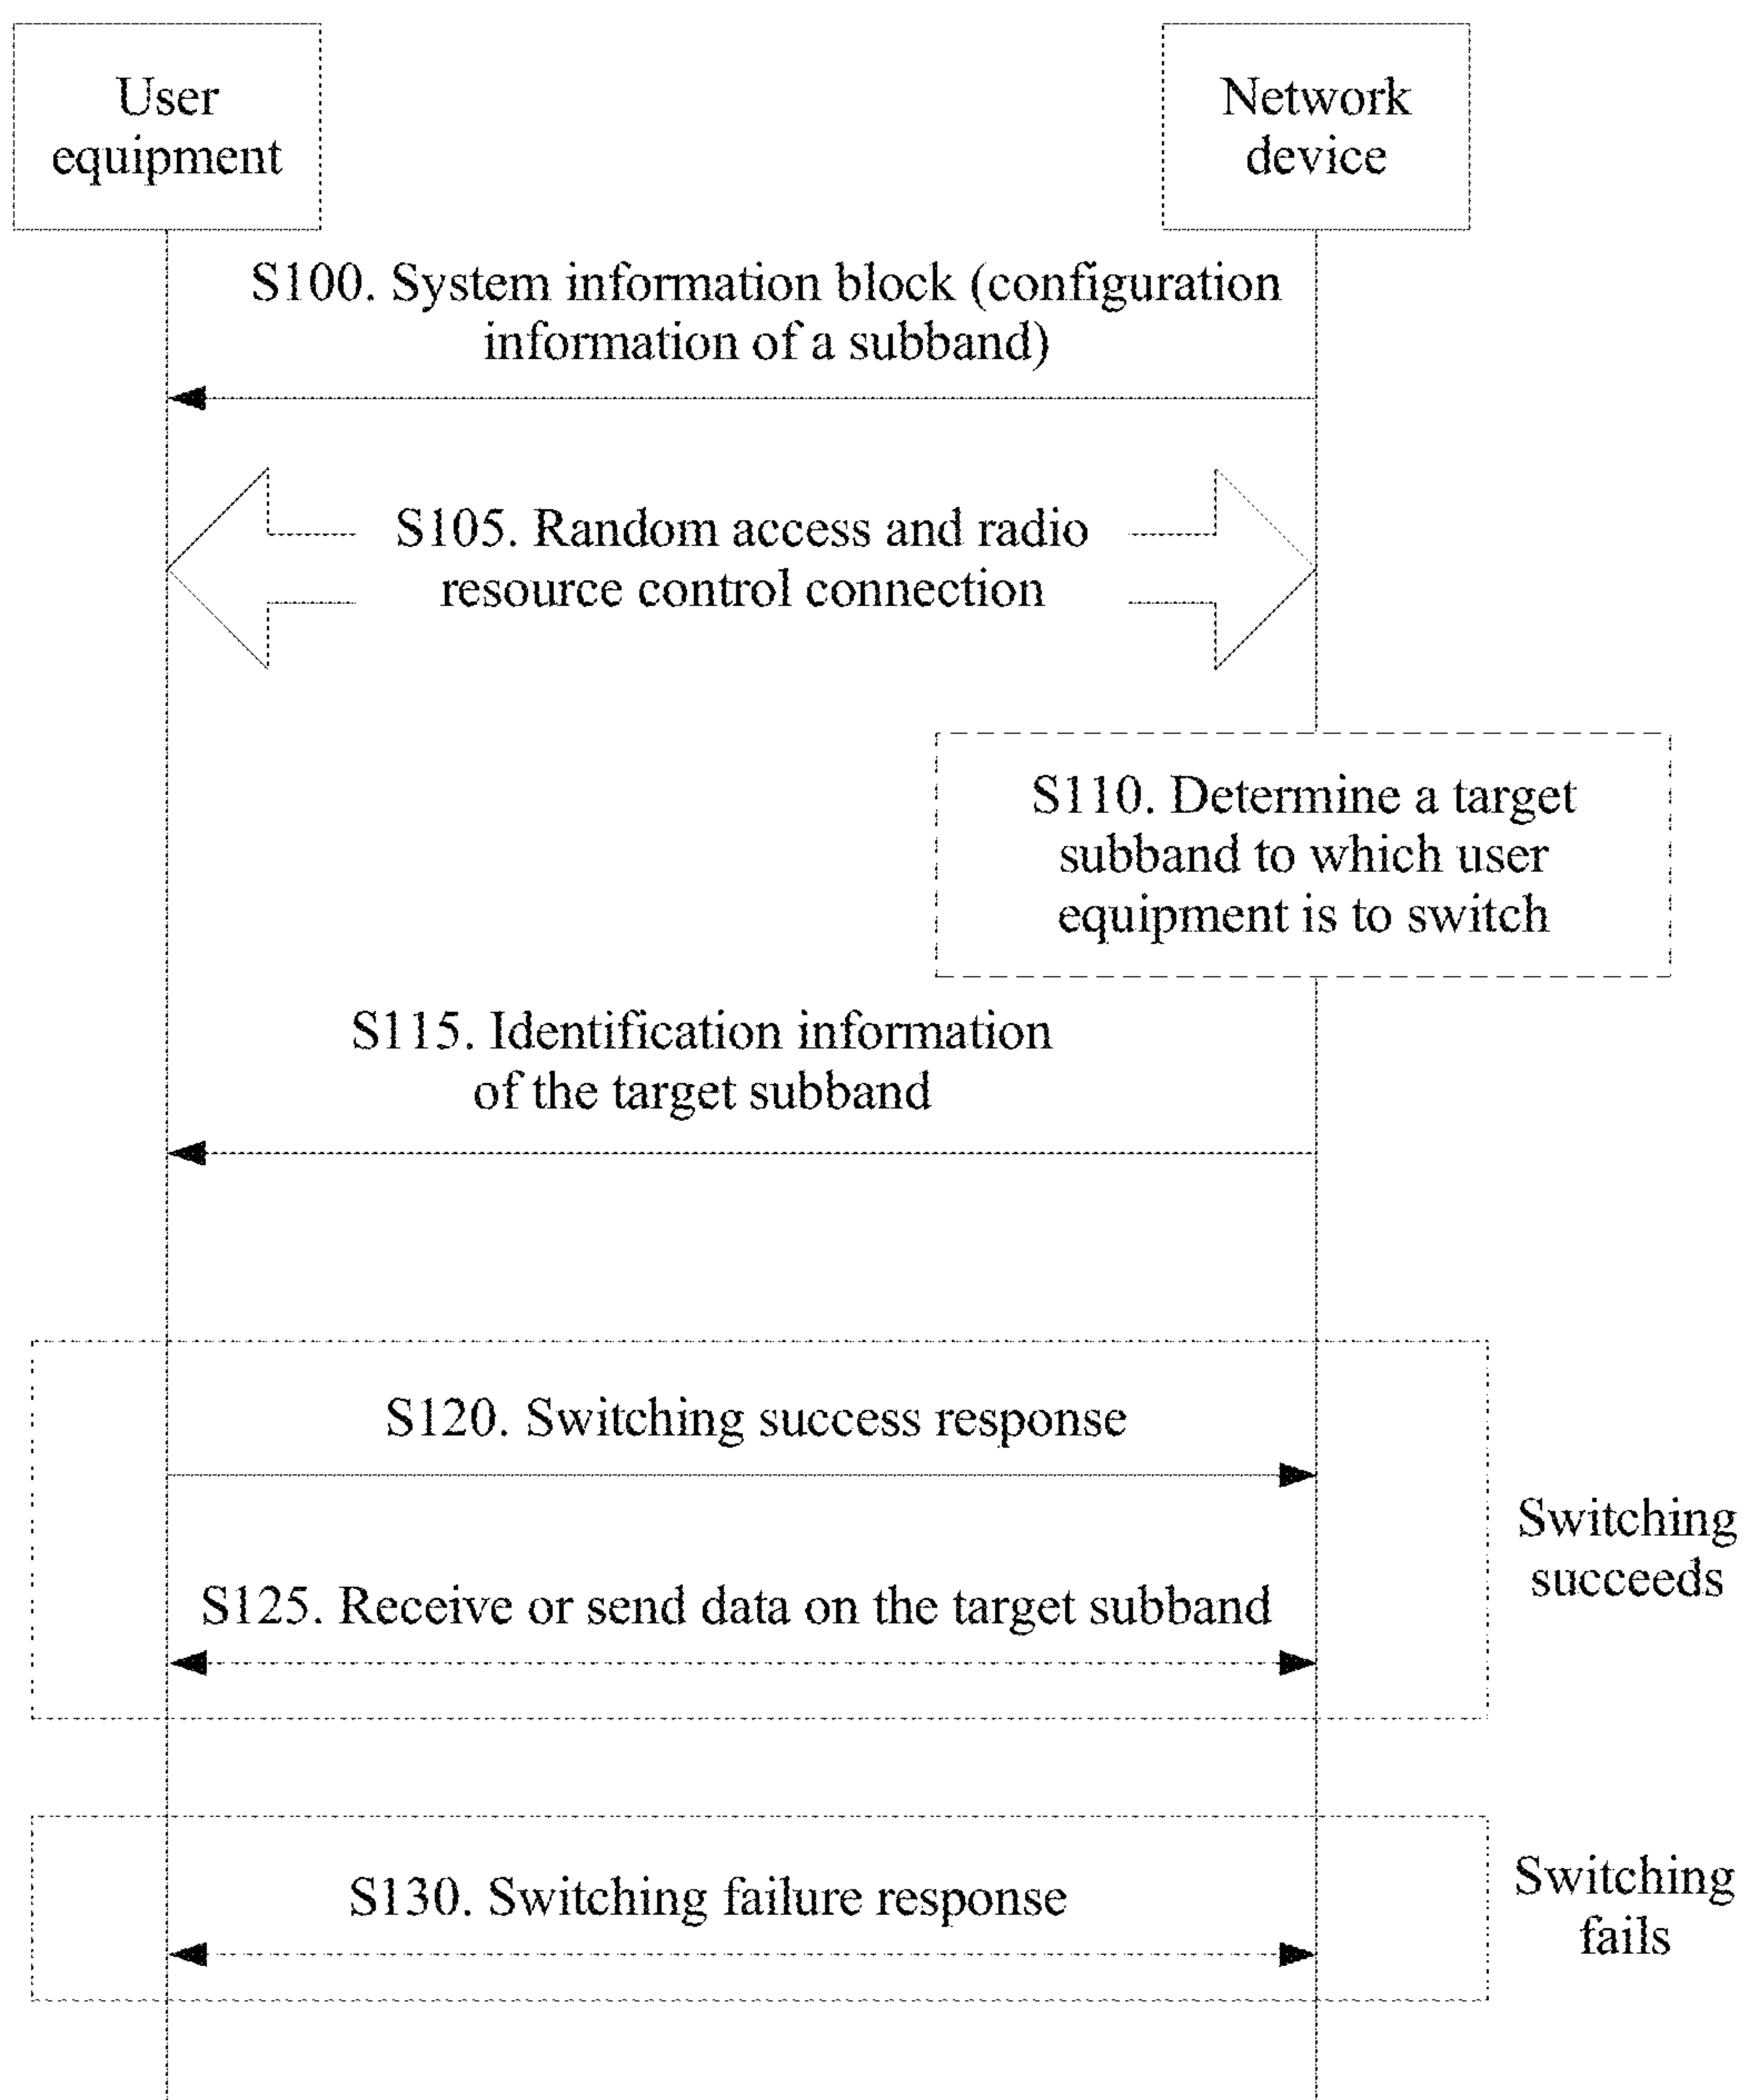 User
equipment
Network
device
S100. System information block (configuration
information of a subband)
S105. Random access and radio
resource control connection
S110. Determine a target
subband to which user
equipment is to switch
S115. Identification information
of the target subband
S120. Switching success response
S125. Receive or send data on the target subband
Switching
succeeds
S130. Switching failure response
Switching
fails